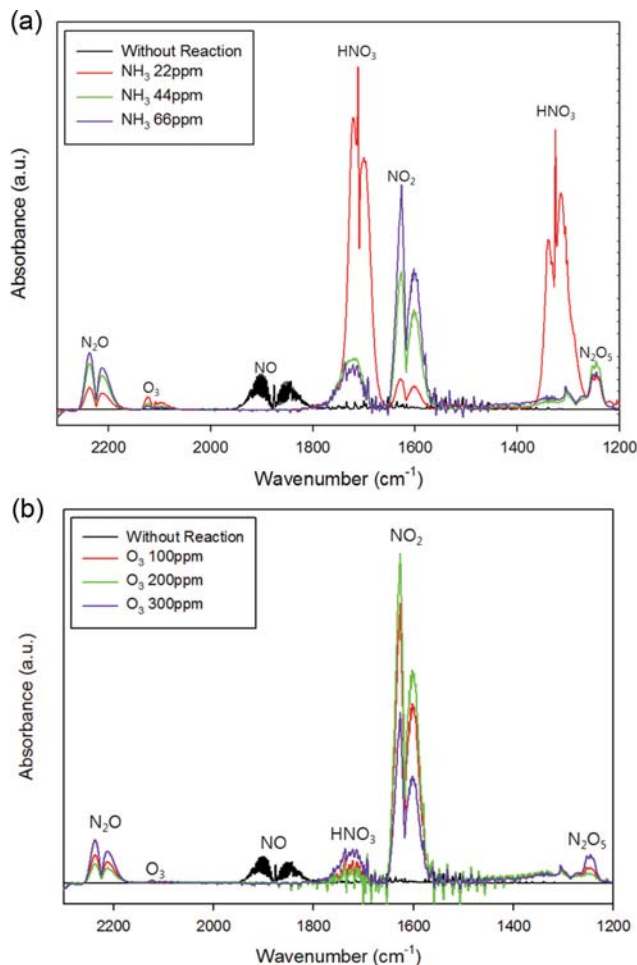 (a)
Without Reaction
NH₃ 22ppm
NH₃ 44ppm
NH₃ 66ppm
HNO₃
HNO₃
NO₂
N₂O
O₃
NO
N₂O₅
Absorbance (a.u.)
2200 2000 1800 1600 1400 1200
Wavenumber (cm⁻¹)
(b)
Without Reaction
O₃ 100ppm
O₃ 200ppm
O₃ 300ppm
NO₂
N₂O
O₃
NO
HNO₃
N₂O₅
Absorbance (a.u.)
2200 2000 1800 1600 1400 1200
Wavenumber (cm⁻¹)